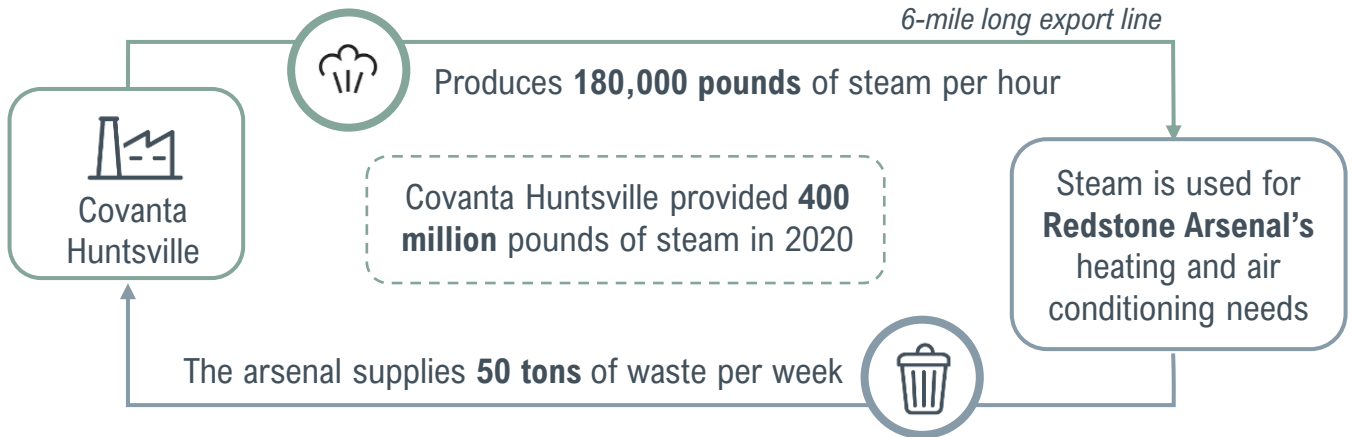 6-mile long export line
Produces 180,000 pounds of steam per hour
Covanta
Huntsville
Covanta Huntsville provided 400
million pounds of steam in 2020
Steam is used for
Redstone Arsenal's
heating and air
conditioning needs
The arsenal supplies 50 tons of waste per week